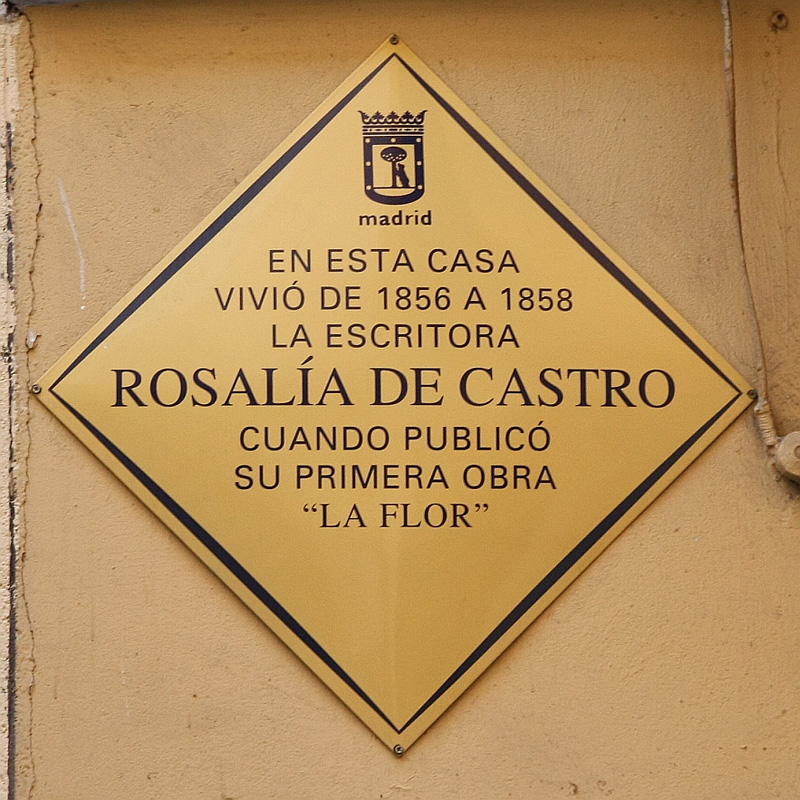 madrid
EN ESTA CASA
VIVIÓ DE 1856 A 1858
LA ESCRITORA
ROSALÍA DE CASTRO
CUANDO PUBLICÓ
SU PRIMERA OBRA
“LA FLOR”